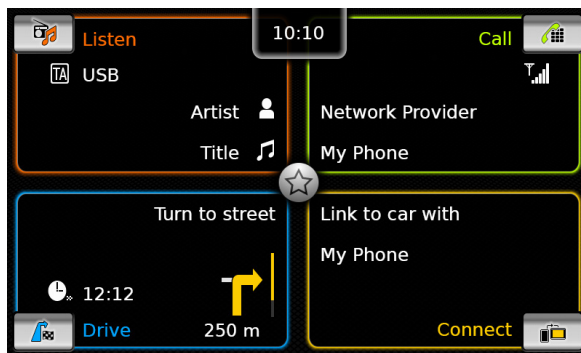 10:10
Listen
TA USB
Artist
Title
Call
Network Provider
My Phone
Turn to street
12:12
Drive 250 m
Link to car with
My Phone
Connect